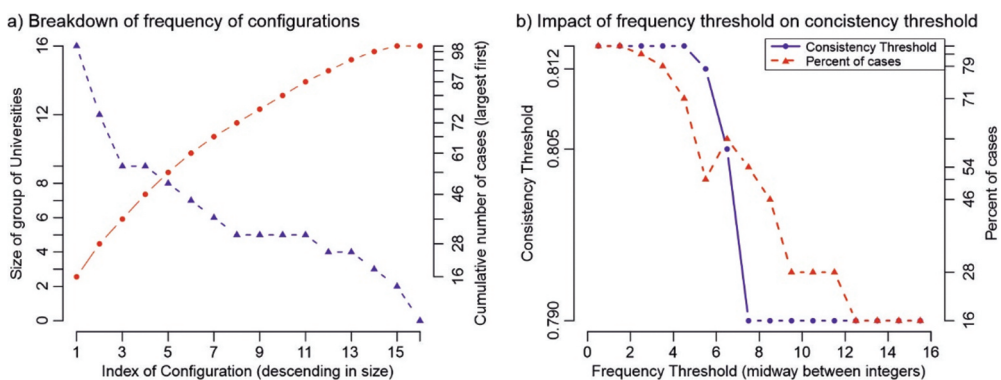 a) Breakdown of frequency of configurations
Size of group of Universities
16
12
8
6
4
2
0
Cumulative number of cases (largest first)
98
87
72
61
46
28
16
1 3 5 7 9 11 13 15
Index of Configuration (descending in size)
b) Impact of frequency threshold on concistency threshold
Consistency Threshold
Percent of cases
Consistency Threshold
0.812
0.805
0.790
Percent of cases
79
71
54
46
28
16
0 2 4 6 8 10 12 14 16
Frequency Threshold (midway between integers)